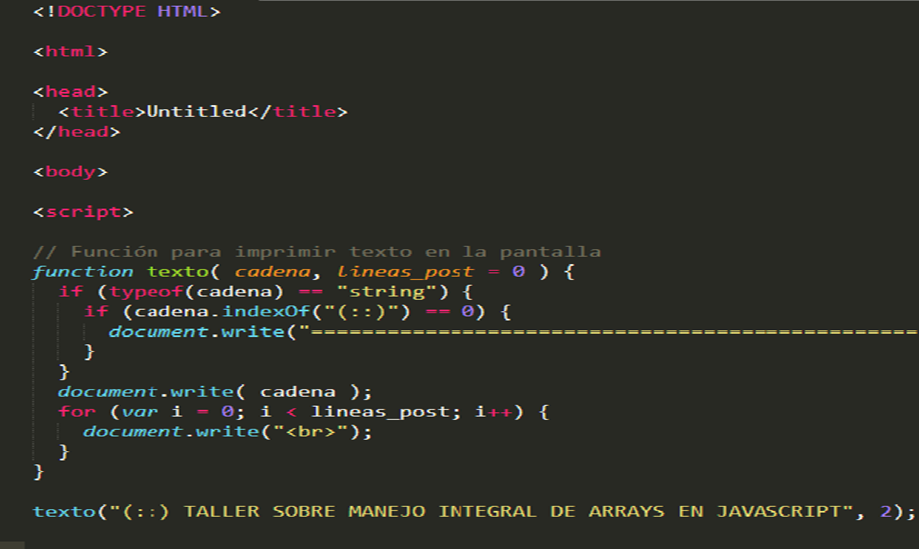 <!DOCTYPE HTML>
<html>
<head>
<title>Untitled</title>
</head>
<body>
<script>
// Función para imprimir texto en la pantalla
function texto( cadena, lineas_post = 0 ) {
if (typeof(cadena) == "string") {
if (cadena.indexOf("(::)") == 0) {
document.write("================================================
}
}
document.write( cadena );
for (var i = 0; i < lineas_post; i++) {
document.write("<br>");
}
}
texto("(::) TALLER SOBRE MANEJO INTEGRAL DE ARRAYS EN JAVASCRIPT", 2);